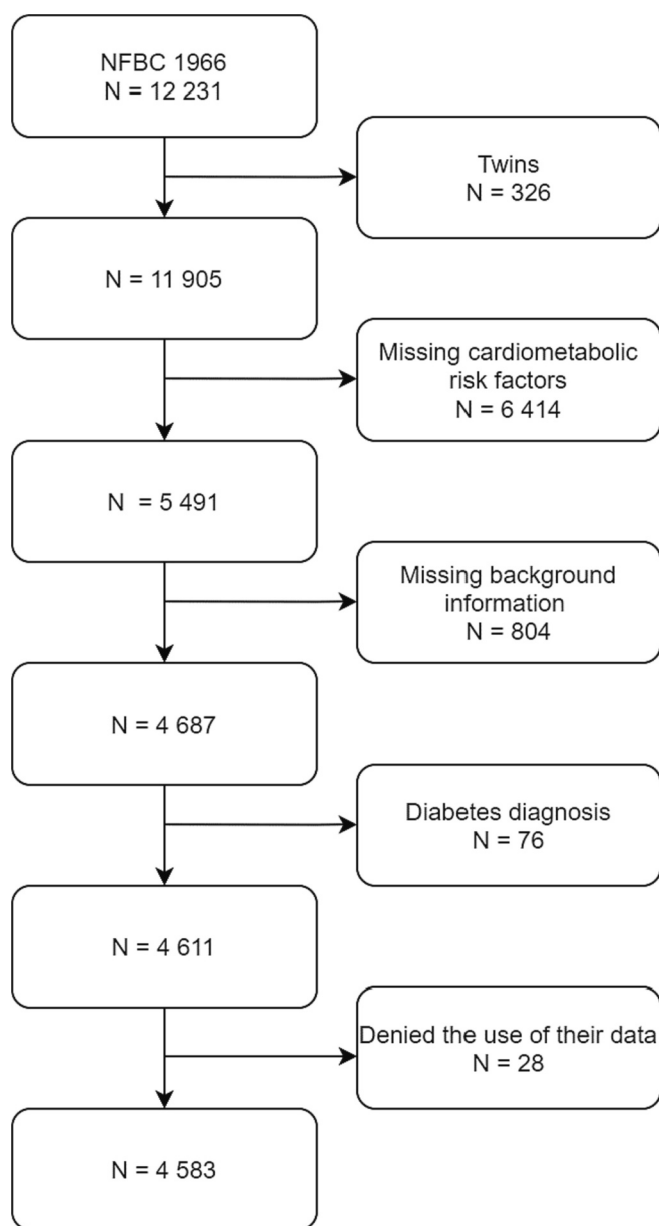 NFBC 1966
N = 12 231
Twins
N = 326
N = 11 905
Missing cardiometabolic
risk factors
N = 6 414
N = 5 491
Missing background
information
N = 804
N = 4 687
Diabetes diagnosis
N = 76
N = 4 611
Denied the use of their data
N = 28
N = 4 583